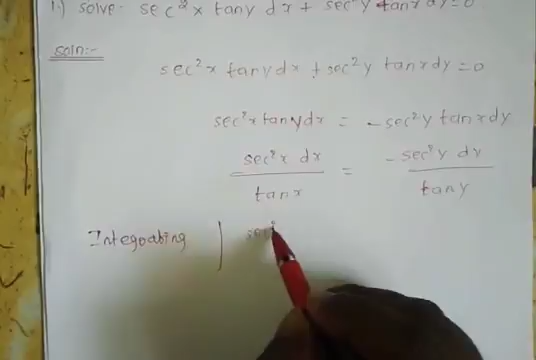 1) solve: sec²x tany dx + sec²y tanx dy = 0
soln:-
sec²x tany dx + sec²y tanx dy = 0
sec²x tany dx = - sec²y tanx dy
sec²x dx / tanx = - sec²y dy / tany
Integrating ∫ sec²